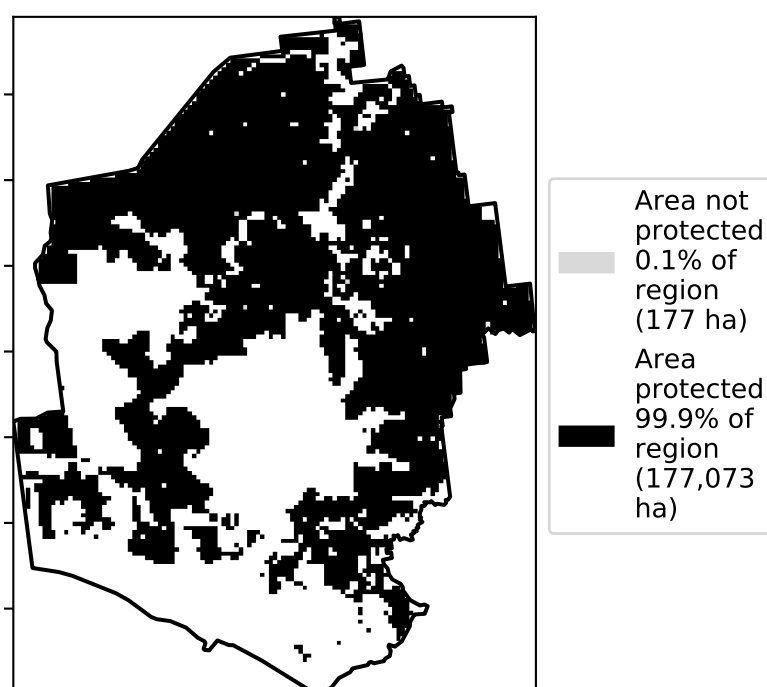 Area not
protected
0.1% of
region
(177 ha)
Area
protected
99.9% of
region
(177,073
ha)